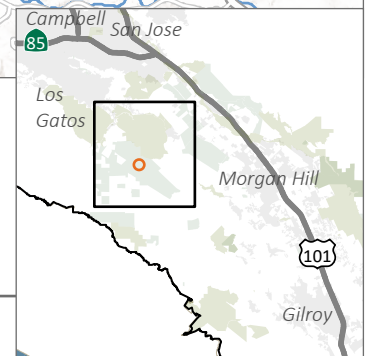 Campbell
San Jose
85
Los
Gatos
Morgan Hill
101
Gilroy